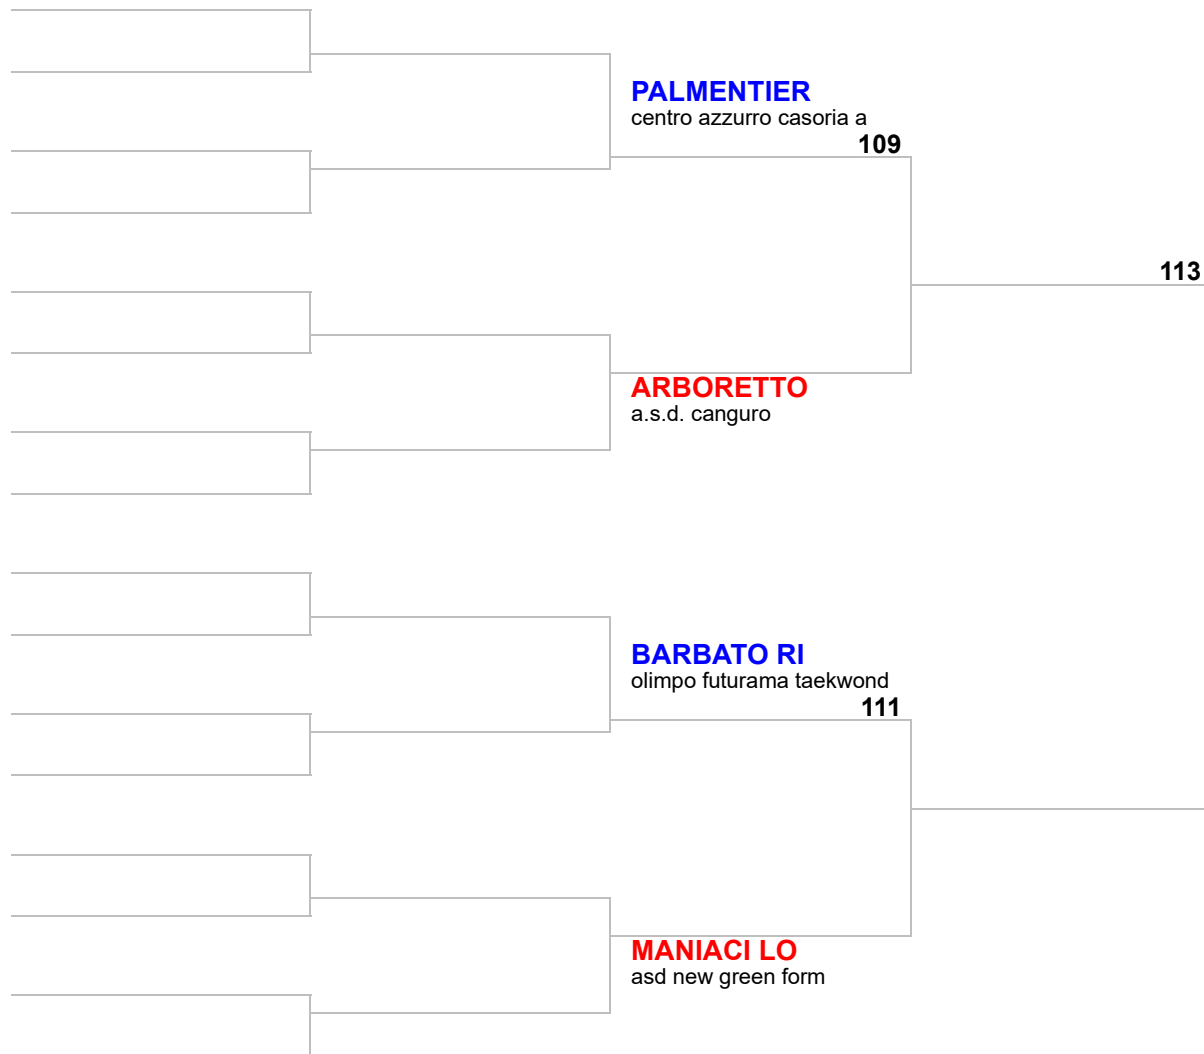 PALMENTIER
centro azzurro casoria a
109
113
ARBORETTO
a.s.d. canguro
BARBATO RI
olimpo futurama taekwond
111
MANIACI LO
asd new green form